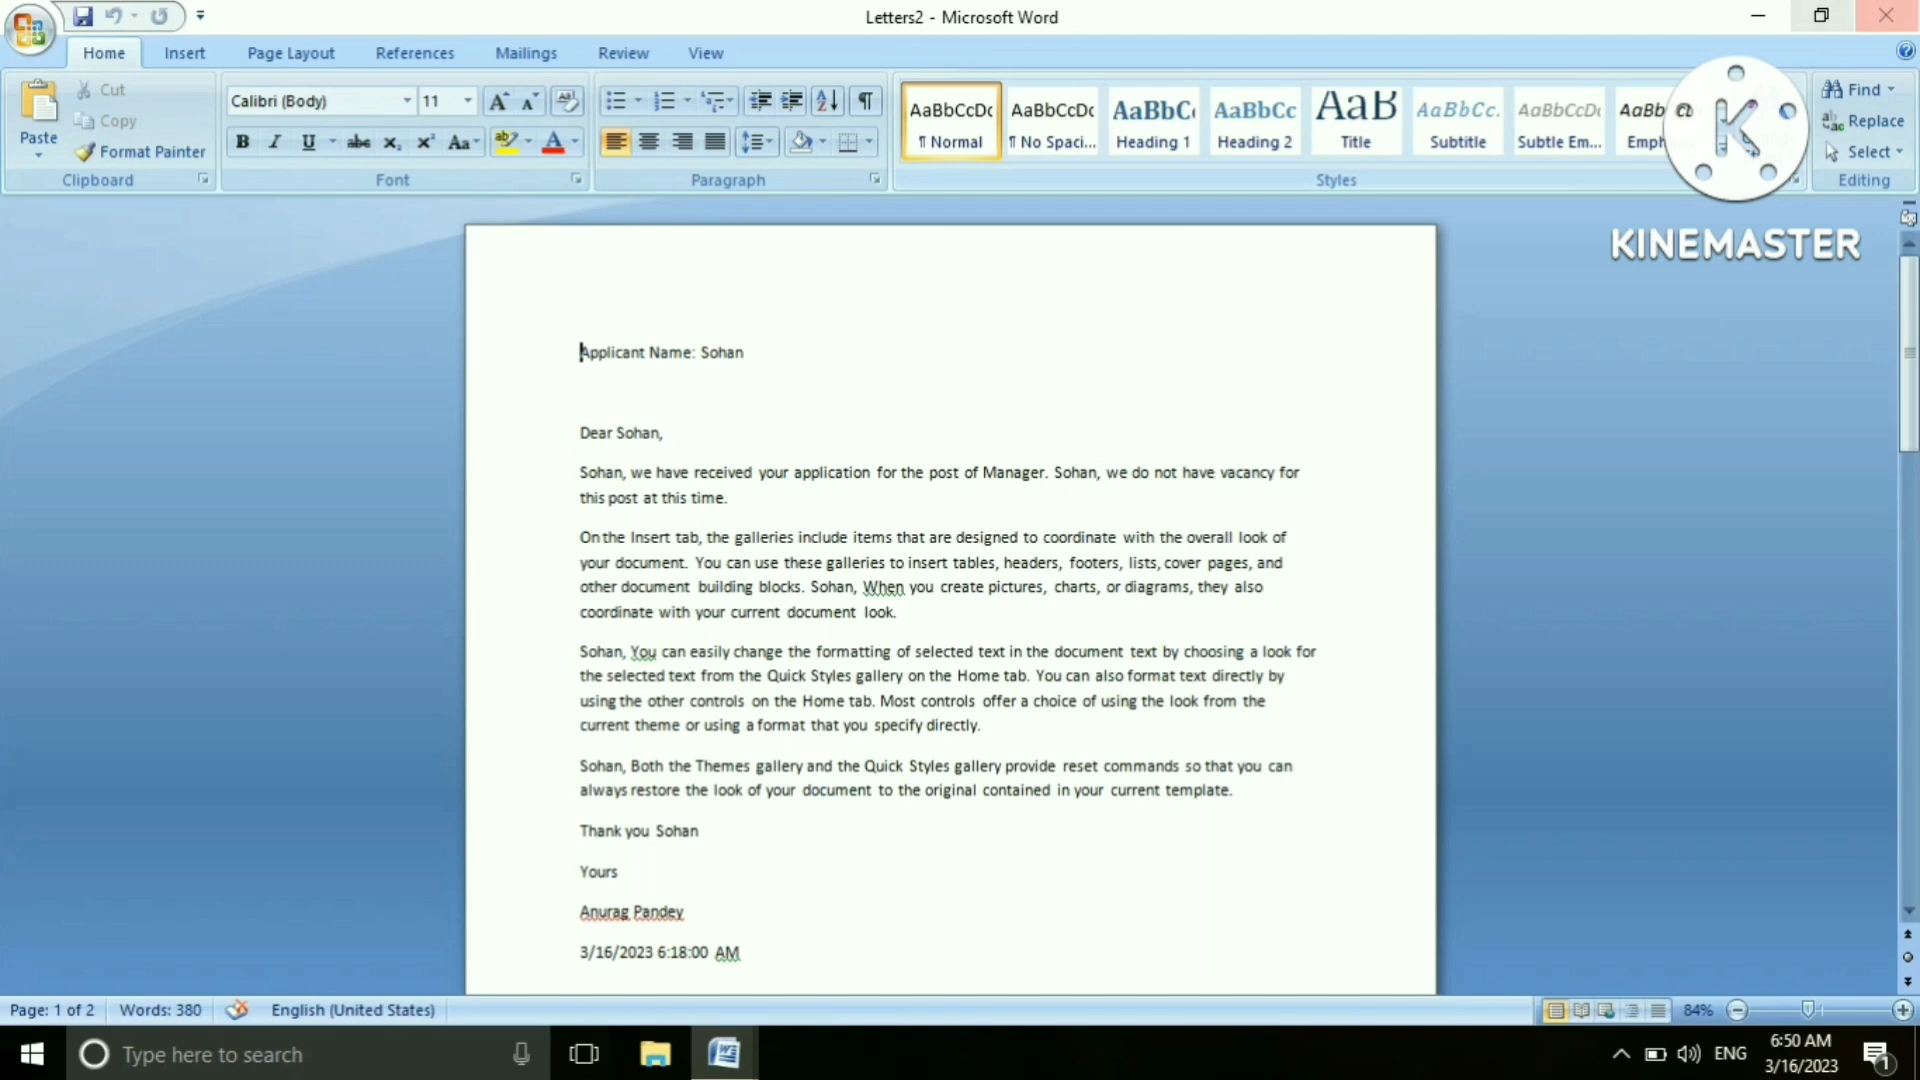 Letters2 - Microsoft Word
Home Insert Page Layout References Mailings Review View
Cut
Copy
Format Painter
Paste
Clipboard
Calibri (Body) 11
Font
Paragraph
AaBbCcDc AaBbCcDc AaBbC AaBbCc AaB AaBbCc. AaBbCcDc AaBb
¶ Normal ¶ No Spaci... Heading 1 Heading 2 Title Subtitle Subtle Em...
Styles
Find
Replace
Select
Editing
KINEMASTER
Applicant Name: Sohan
Dear Sohan,
Sohan, we have received your application for the post of Manager. Sohan, we do not have vacancy for
this post at this time.
On the Insert tab, the galleries include items that are designed to coordinate with the overall look of
your document. You can use these galleries to insert tables, headers, footers, lists, cover pages, and
other document building blocks. Sohan, When you create pictures, charts, or diagrams, they also
coordinate with your current document look.
Sohan, You can easily change the formatting of selected text in the document text by choosing a look for
the selected text from the Quick Styles gallery on the Home tab. You can also format text directly by
using the other controls on the Home tab. Most controls offer a choice of using the look from the
current theme or using a format that you specify directly.
Sohan, Both the Themes gallery and the Quick Styles gallery provide reset commands so that you can
always restore the look of your document to the original contained in your current template.
Thank you Sohan
Yours
Anurag Pandey
3/16/2023 6:18:00 AM
Page: 1 of 2 Words: 380 English (United States) 84%
Type here to search
ENG
6:50 AM
3/16/2023
1